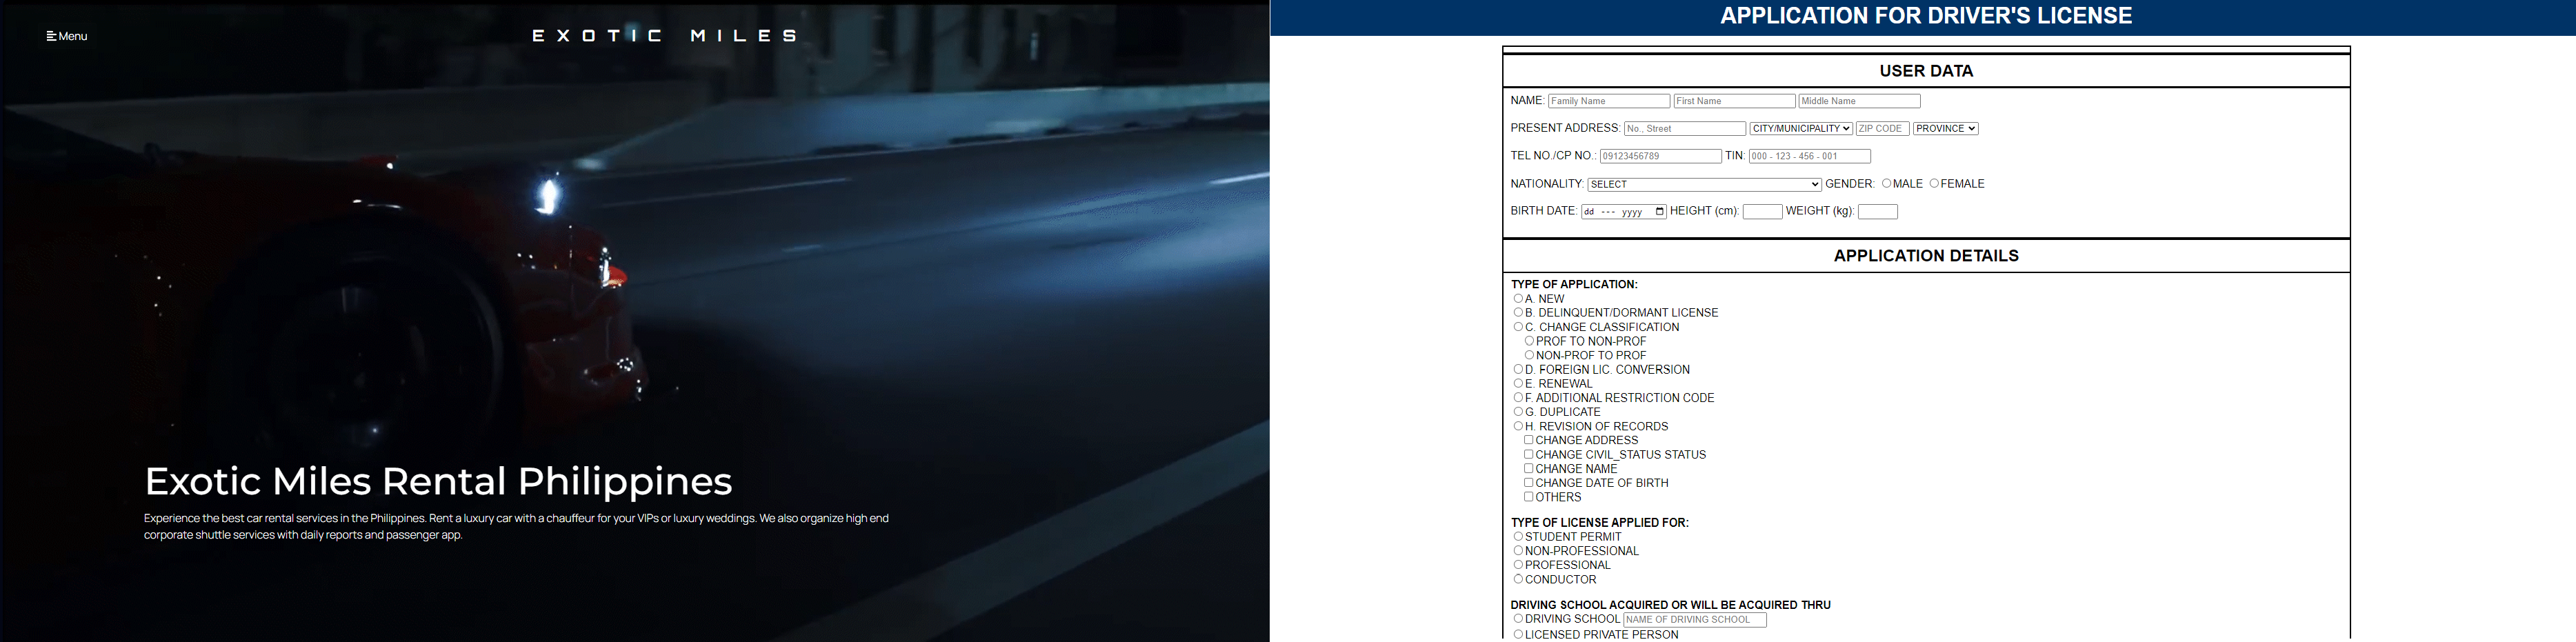 Menu
EXOTIC MILES
Exotic Miles Rental Philippines
Experience the best car rental services in the Philippines. Rent a luxury car with a chauffeur for your VIPs or luxury weddings. We also organize high end
corporate shuttle services with daily reports and passenger app.
APPLICATION FOR DRIVER'S LICENSE
USER DATA
NAME: Family Name First Name Middle Name
PRESENT ADDRESS: No., Street CITY/MUNICIPALITY ZIP CODE PROVINCE
TEL NO./CP NO.: 09123456789 TIN: 000 - 123 - 456 - 001
NATIONALITY: SELECT GENDER: MALE FEMALE
BIRTH DATE: dd --- yyyy HEIGHT (cm): WEIGHT (kg):
APPLICATION DETAILS
TYPE OF APPLICATION:
A. NEW
B. DELINQUENT/DORMANT LICENSE
C. CHANGE CLASSIFICATION
PROF TO NON-PROF
NON-PROF TO PROF
D. FOREIGN LIC. CONVERSION
E. RENEWAL
F. ADDITIONAL RESTRICTION CODE
G. DUPLICATE
H. REVISION OF RECORDS
CHANGE ADDRESS
CHANGE CIVIL_STATUS STATUS
CHANGE NAME
CHANGE DATE OF BIRTH
OTHERS
TYPE OF LICENSE APPLIED FOR:
STUDENT PERMIT
NON-PROFESSIONAL
PROFESSIONAL
CONDUCTOR
DRIVING SCHOOL ACQUIRED OR WILL BE ACQUIRED THRU
DRIVING SCHOOL NAME OF DRIVING SCHOOL
LICENSED PRIVATE PERSON